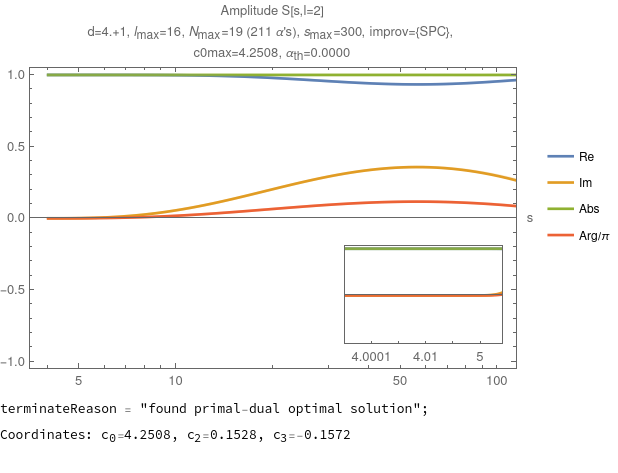 Amplitude S[s,l=2]
d=4.+1, lmax=16, Nmax=19 (211 α's), smax=300, improv={SPC},
c0max=4.2508, αth=0.0000
1.0
0.5
0.0
−0.5
−1.0
5
10
50
100
s
4.0001
4.01
5
Re
Im
Abs
Arg/π
terminateReason = "found primal-dual optimal solution";
Coordinates: c0=4.2508, c2=0.1528, c3=-0.1572